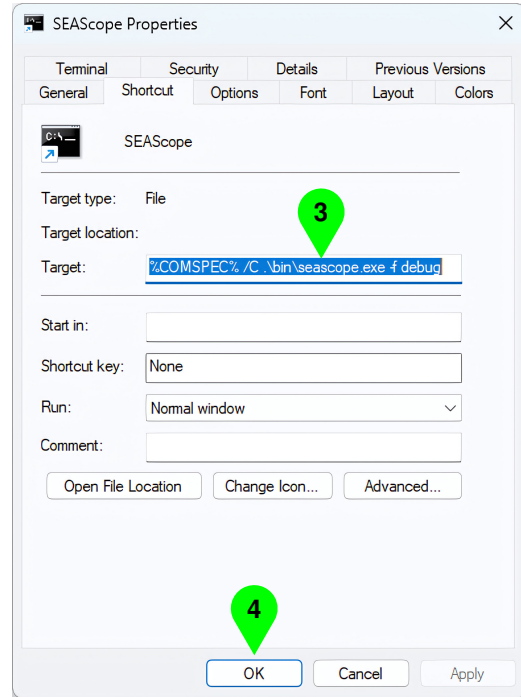 SEAScope Properties
Terminal Security Details Previous Versions
General Shortcut Options Font Layout Colors
C:\
SEAScope
Target type: File
3
Target location:
Target: %COMSPEC% /C .\bin\seascope.exe -f debug
Start in:
Shortcut key: None
Run: Normal window
Comment:
Open File Location Change Icon... Advanced...
4
OK Cancel Apply